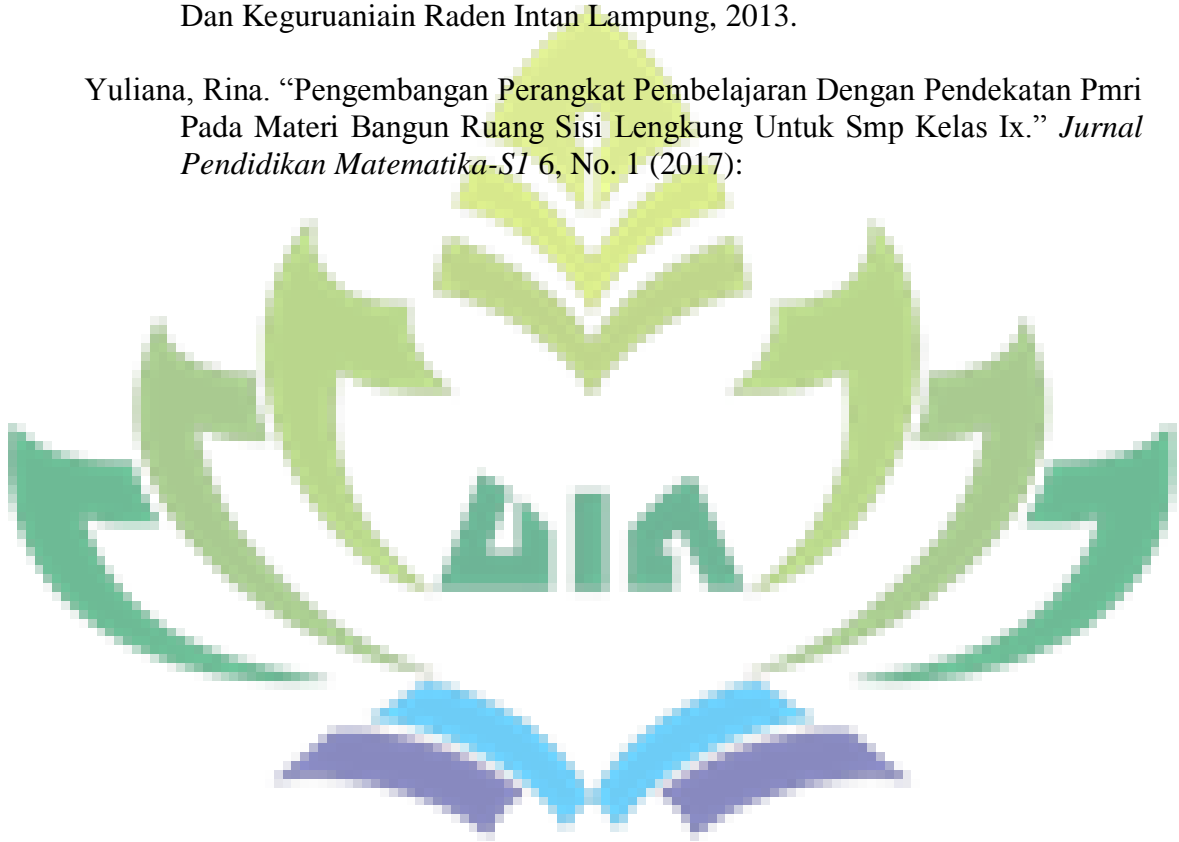 Dan Keguruaniain Raden Intan Lampung, 2013.
Yuliana, Rina. “Pengembangan Perangkat Pembelajaran Dengan Pendekatan Pmri
Pada Materi Bangun Ruang Sisi Lengkung Untuk Smp Kelas Ix.” Jurnal
Pendidikan Matematika-S1 6, No. 1 (2017):